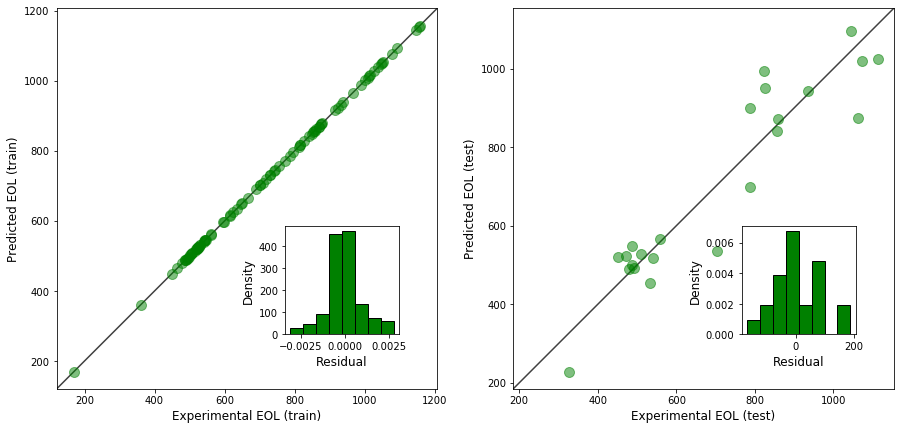 1200
1000
800
600
400
200
Predicted EOL (train)
200 400 600 800 1000 1200
Experimental EOL (train)
400
300
200
100
0
Density
−0.0025 0.0000 0.0025
Residual
1000
800
600
400
200
Predicted EOL (test)
200 400 600 800 1000
Experimental EOL (test)
0.006
0.004
0.002
0.000
Density
0 200
Residual